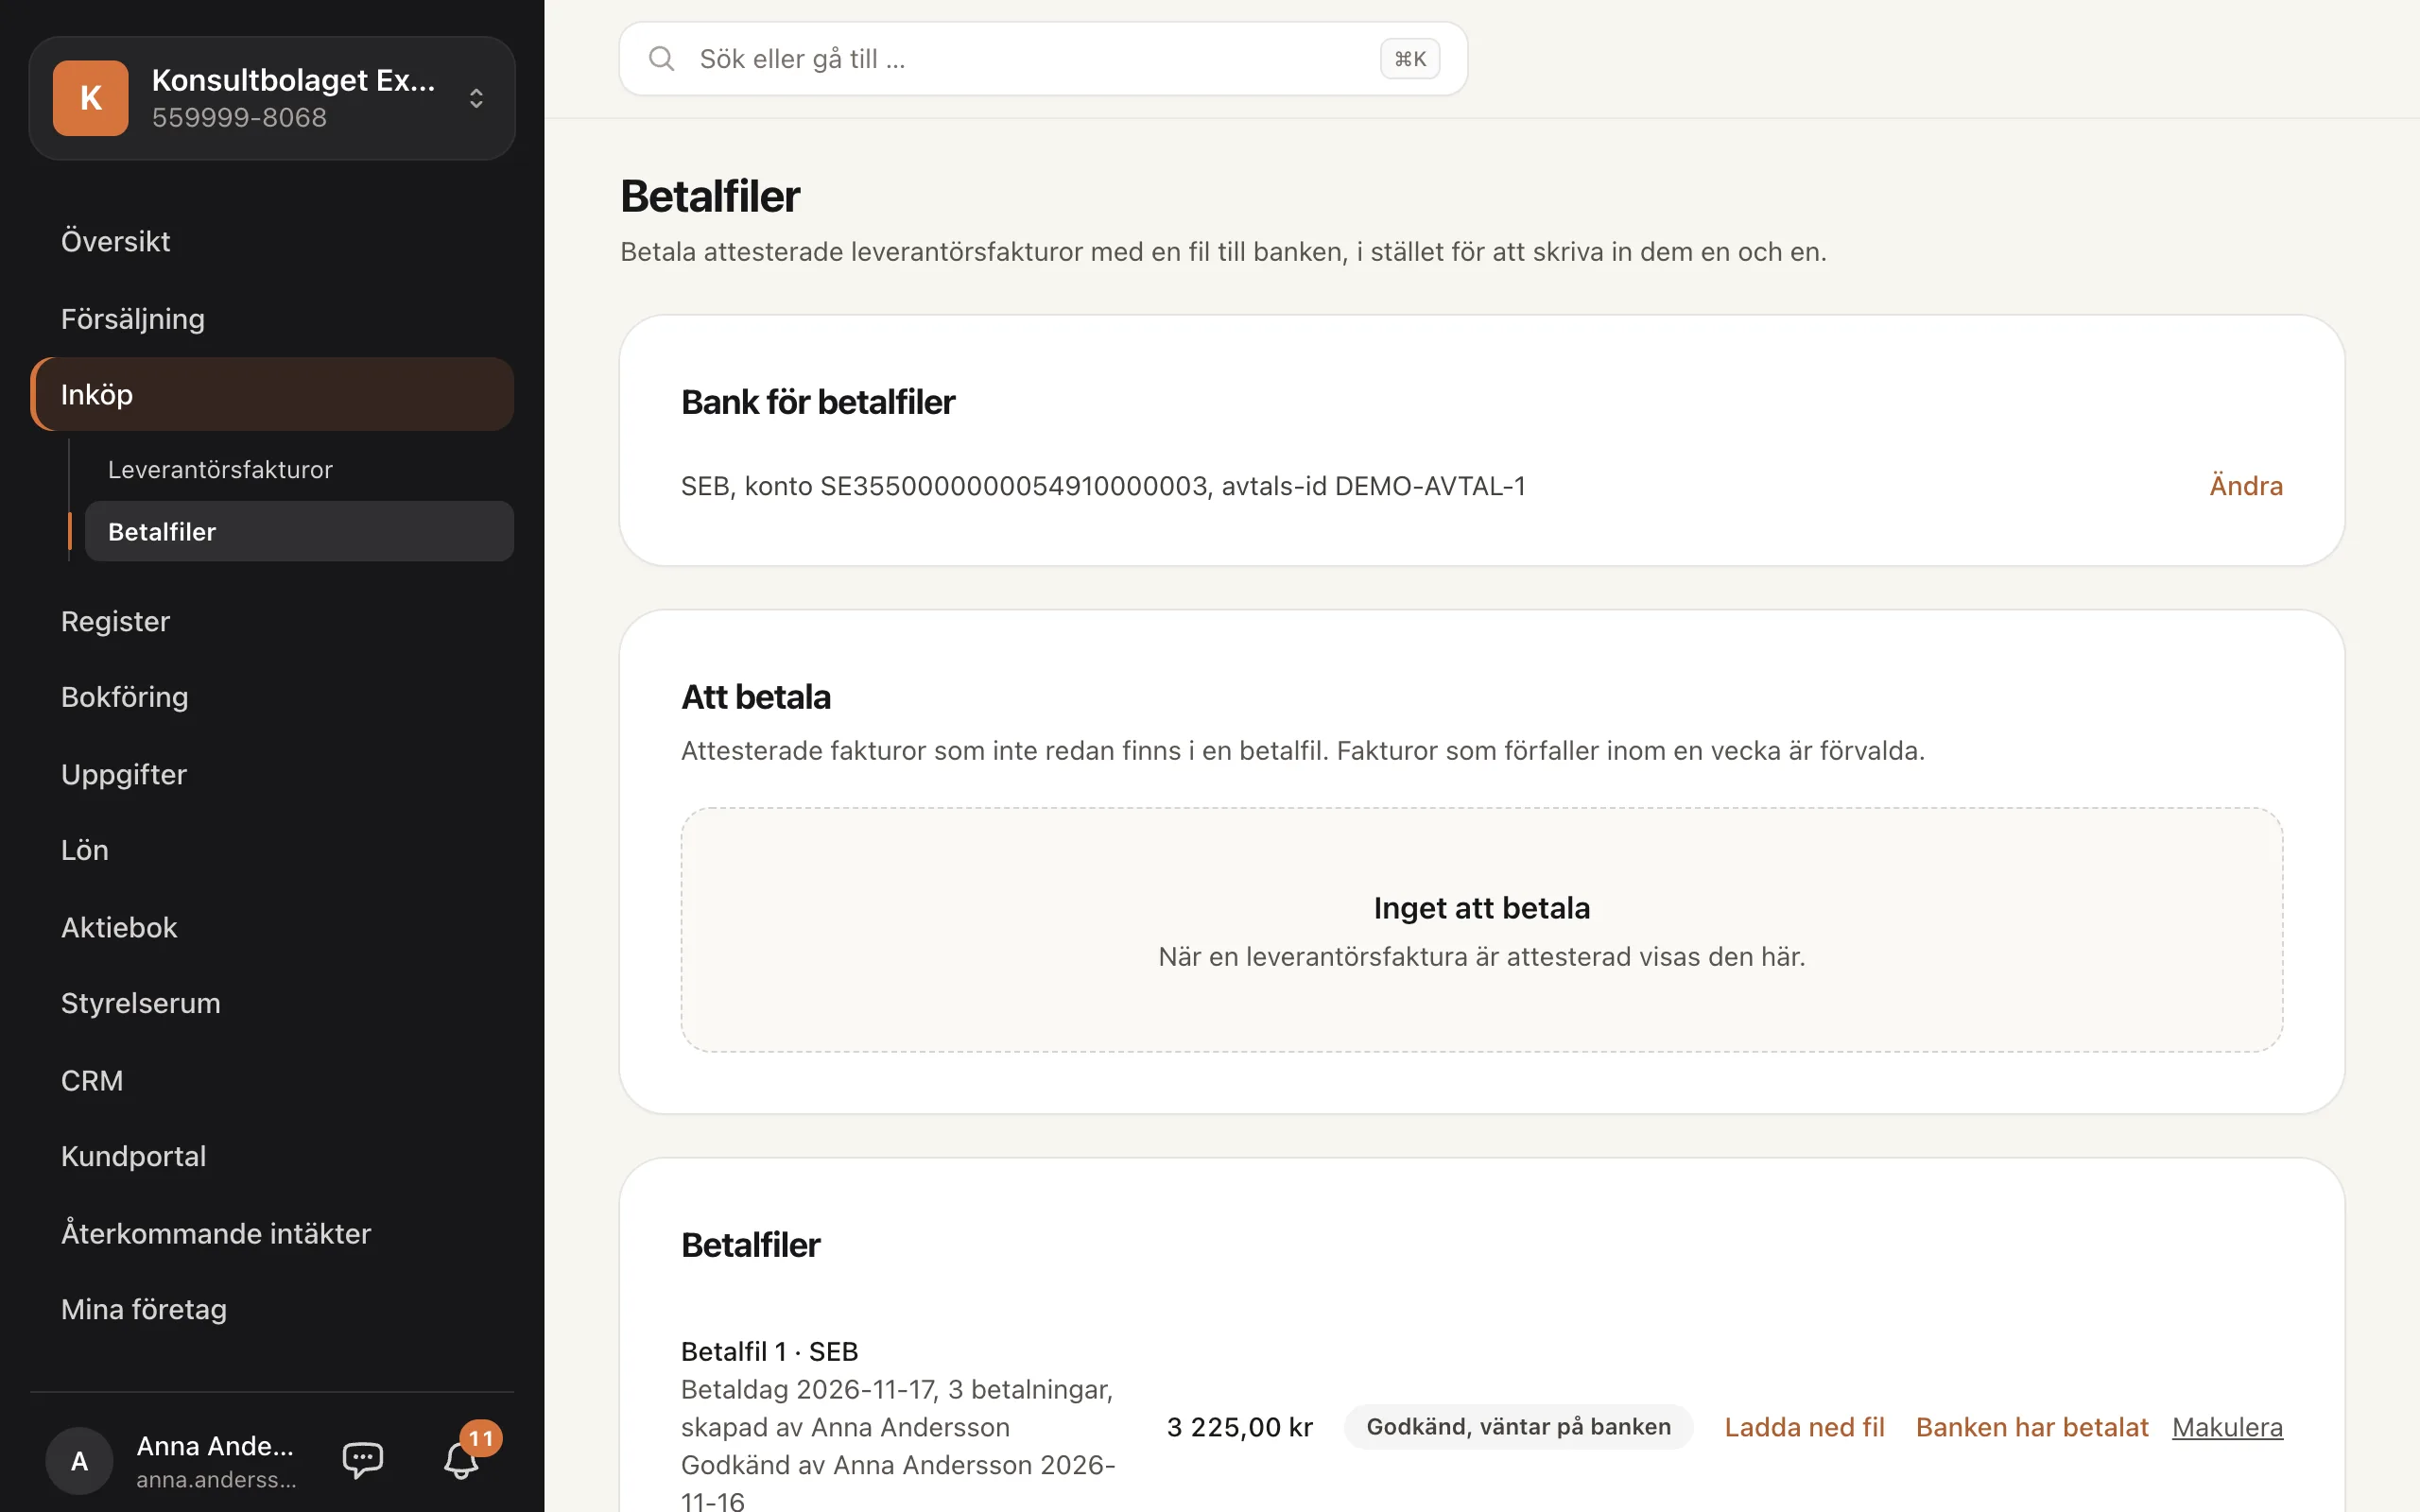 K
Konsultbolaget Ex...
559999-8068
Översikt
Försäljning
Inköp
Leverantörsfakturor
Betalfiler
Register
Bokföring
Uppgifter
Lön
Aktiebok
Styrelserum
CRM
Kundportal
Återkommande intäkter
Mina företag
A
Anna Ande...
anna.anderss...
11
Sök eller gå till ...
⌘K
Betalfiler
Betala attesterade leverantörsfakturor med en fil till banken, i stället för att skriva in dem en och en.
Bank för betalfiler
SEB, konto SE3550000000054910000003, avtals-id DEMO-AVTAL-1
Ändra
Att betala
Attesterade fakturor som inte redan finns i en betalfil. Fakturor som förfaller inom en vecka är förvalda.
Inget att betala
När en leverantörsfaktura är attesterad visas den här.
Betalfiler
Betalfil 1 · SEB
Betaldag 2026-11-17, 3 betalningar,
skapad av Anna Andersson
Godkänd av Anna Andersson 2026-
11-16
3 225,00 kr
Godkänd, väntar på banken
Ladda ned fil
Banken har betalat
Makulera